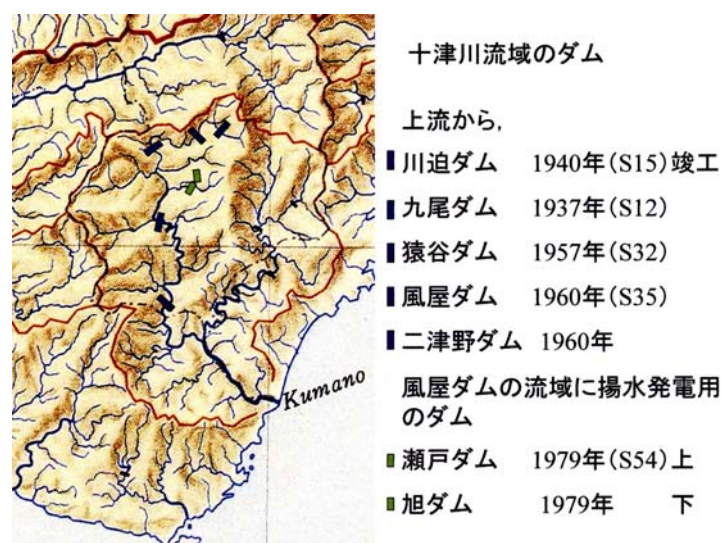 十津川流域のダム
上流から,
川迫ダム 1940年(S15)竣工
九尾ダム 1937年(S12)
猿谷ダム 1957年(S32)
風屋ダム 1960年(S35)
二津野ダム 1960年
風屋ダムの流域に揚水発電用
のダム
瀬戸ダム 1979年(S54)上
旭ダム 1979年 下
Kumano